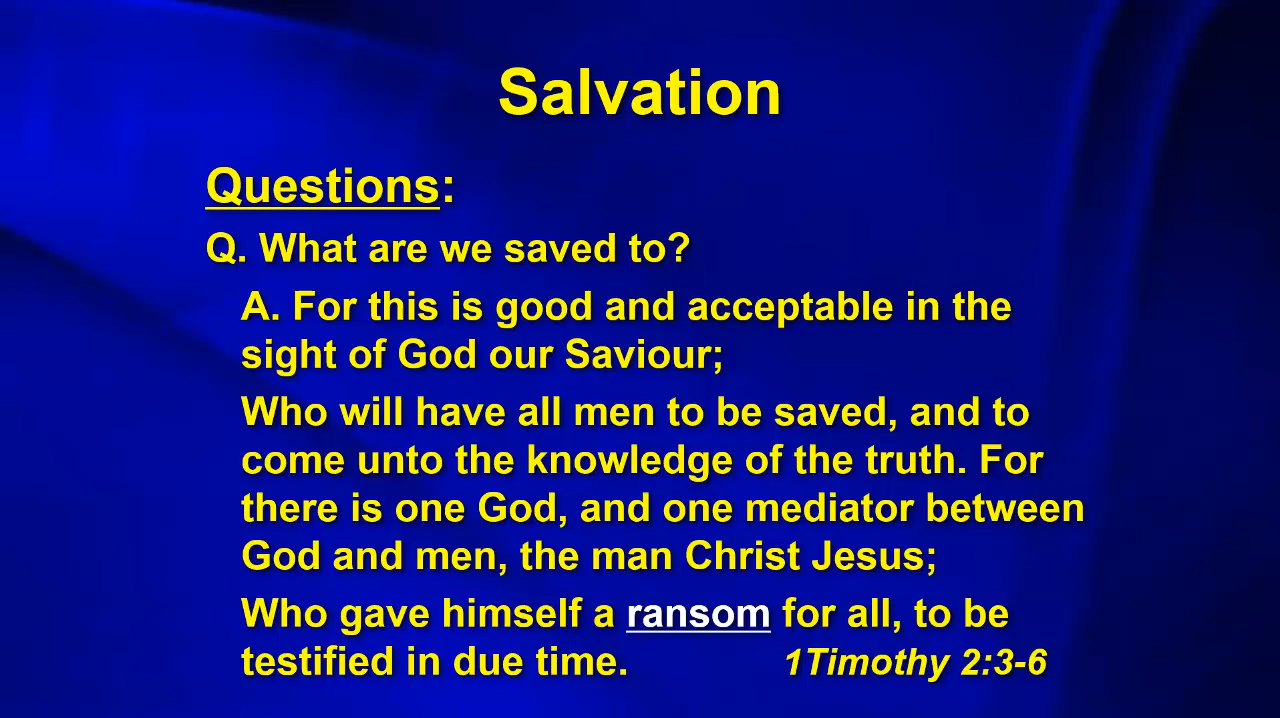 Salvation
Questions:
Q. What are we saved to?
A. For this is good and acceptable in the
sight of God our Saviour;
Who will have all men to be saved, and to
come unto the knowledge of the truth. For
there is one God, and one mediator between
God and men, the man Christ Jesus;
Who gave himself a ransom for all, to be
testified in due time. 1Timothy 2:3-6